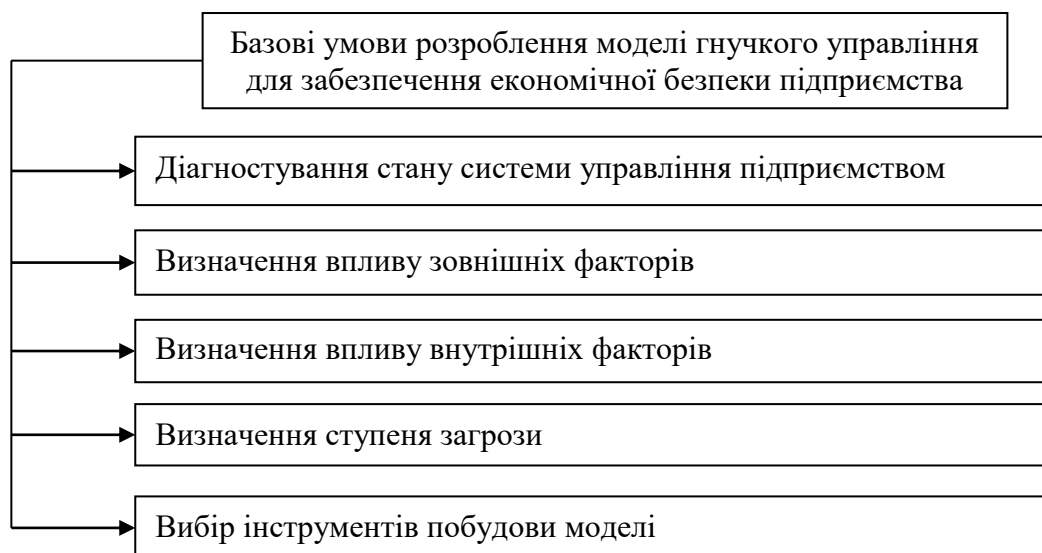 Базові умови розроблення моделі гнучкого управління
для забезпечення економічної безпеки підприємства
Діагностування стану системи управління підприємством
Визначення впливу зовнішніх факторів
Визначення впливу внутрішніх факторів
Визначення ступеня загрози
Вибір інструментів побудови моделі